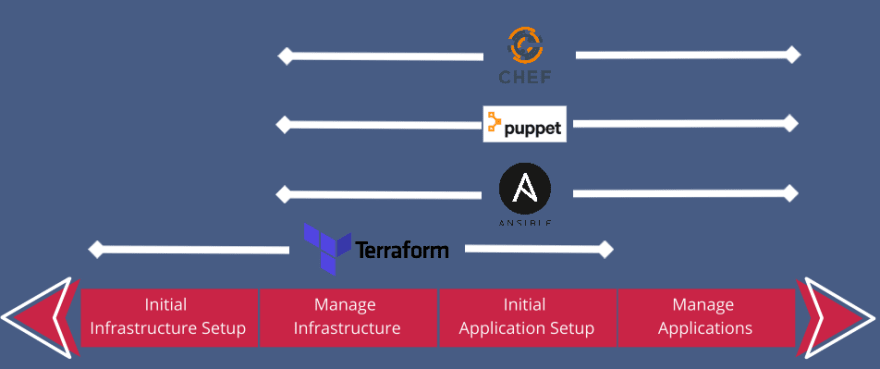 CHEF
puppet
ANSIBLE
Terraform
Initial
Infrastructure Setup
Manage
Infrastructure
Initial
Application Setup
Manage
Applications